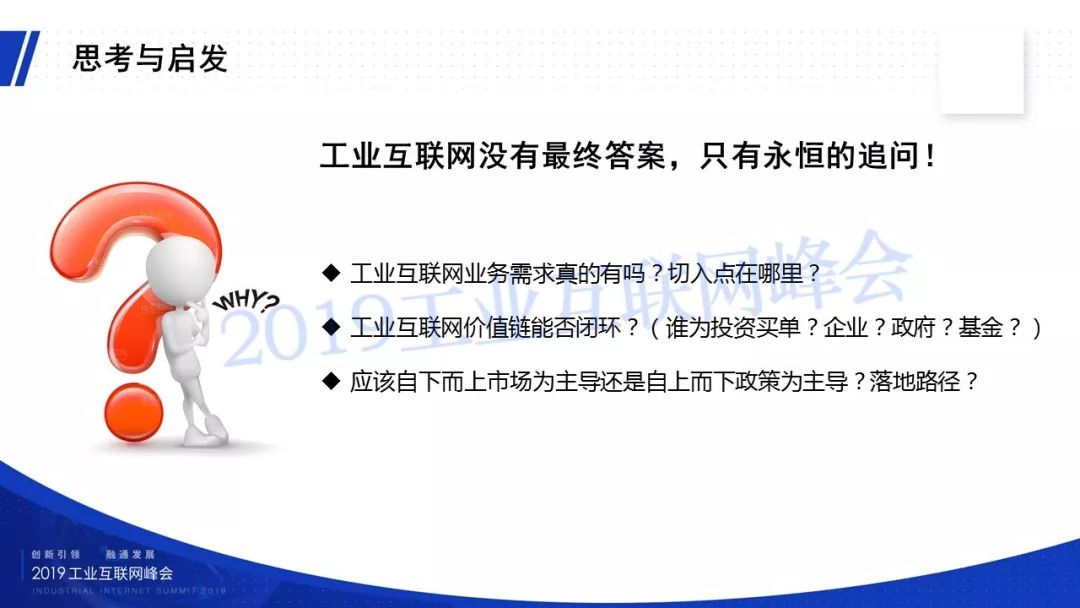 思考与启发
工业互联网没有最终答案，只有永恒的追问！
WHY?
◆ 工业互联网业务需求真的有吗？切入点在哪里？
◆ 工业互联网价值链能否闭环？（谁为投资买单？企业？政府？基金？）
◆ 应该自下而上市场为主导还是自上而下政策为主导？落地路径？
2019工业互联网峰会
创新引领 融通发展
2019工业互联网峰会
INDUSTRIAL INTERNET SUMMIT 2019